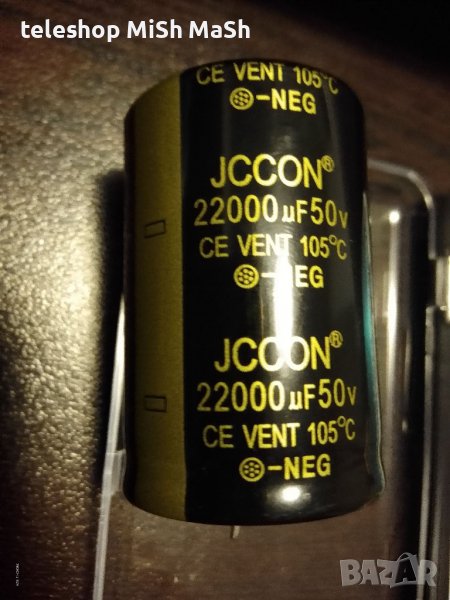 teleshop MiSH MaSH
CE VENT 105°C
-NEG
JCCON®
22000µF50v
CE VENT 105°C
-NEG
JCCON®
22000µF50v
CE VENT 105°C
-NEG
BAZAR